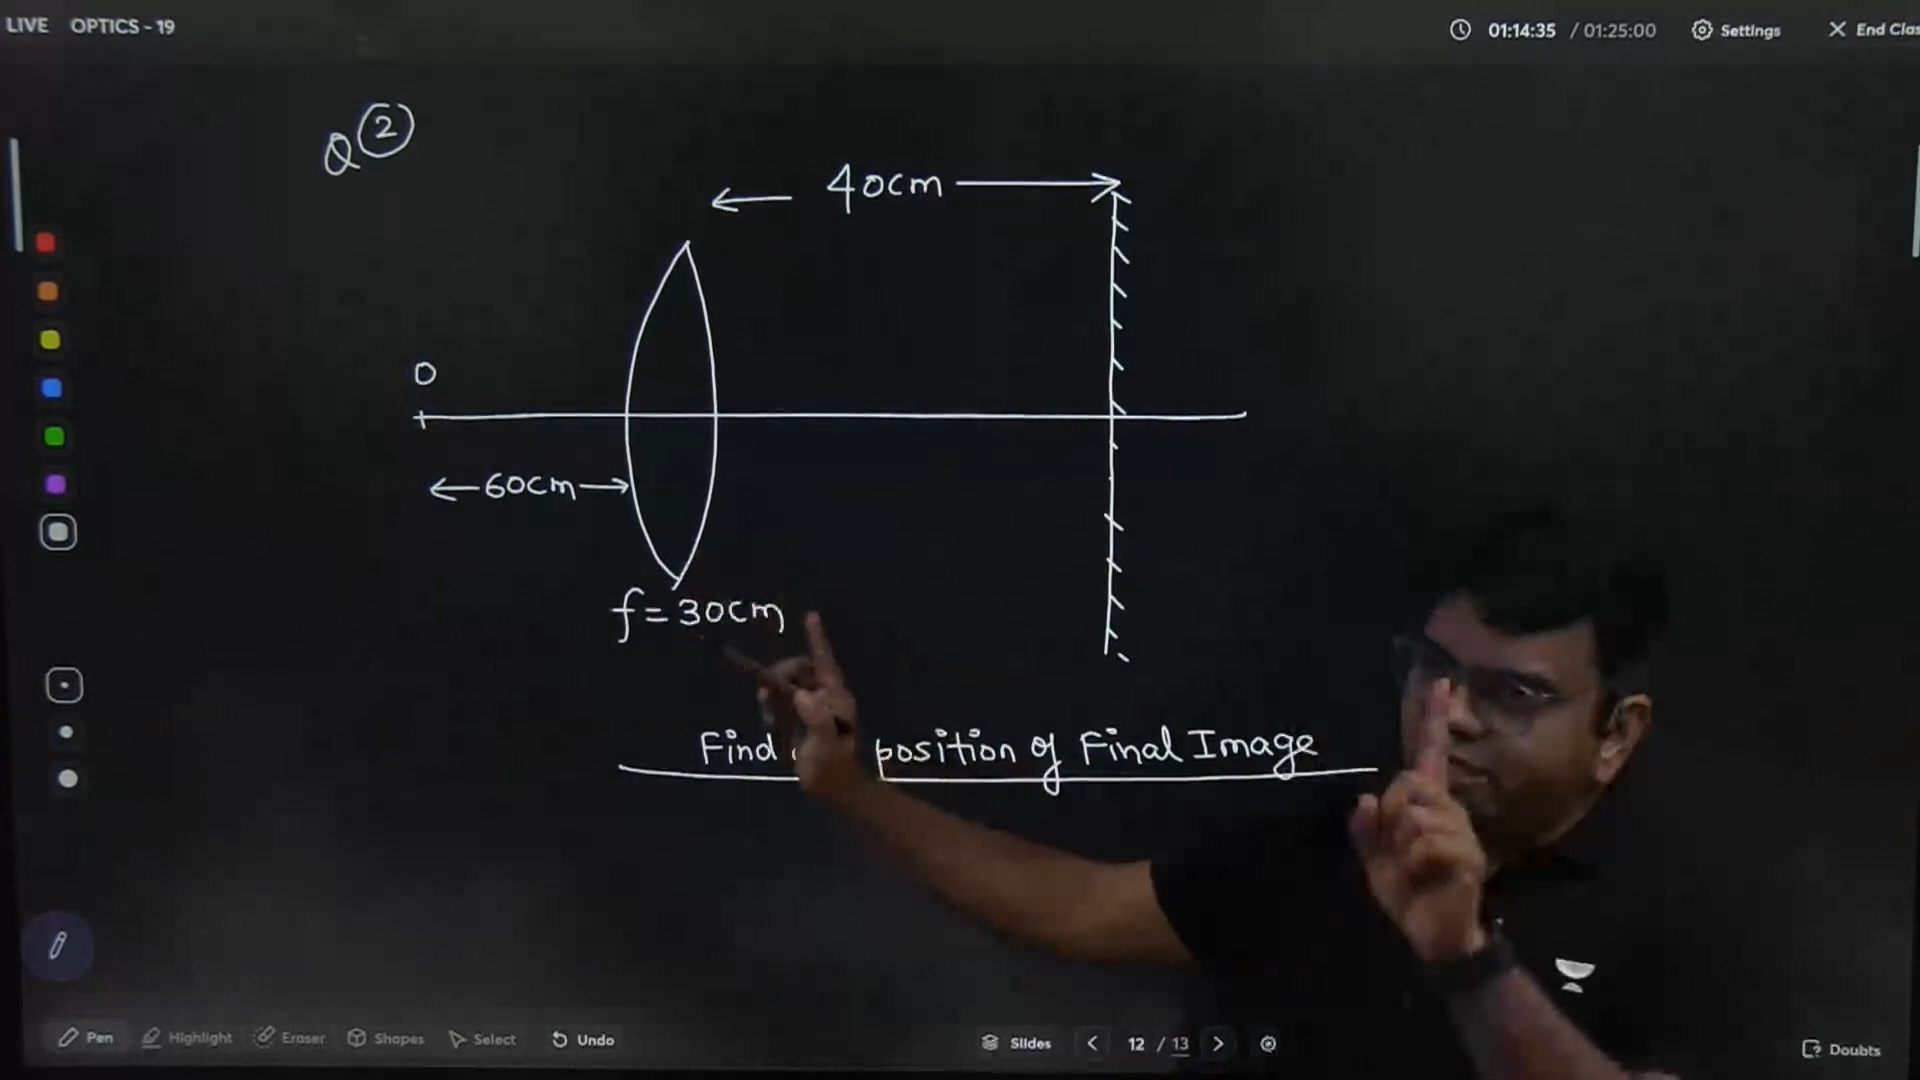 LIVE OPTICS - 19
01:14:35 / 01:25:00 Settings End Clas
Q 2
40cm
O
60cm
f = 30cm
Find position of Final Image
Pen Highlight Eraser Shapes Select Undo
Slides 12 / 13
Doubts